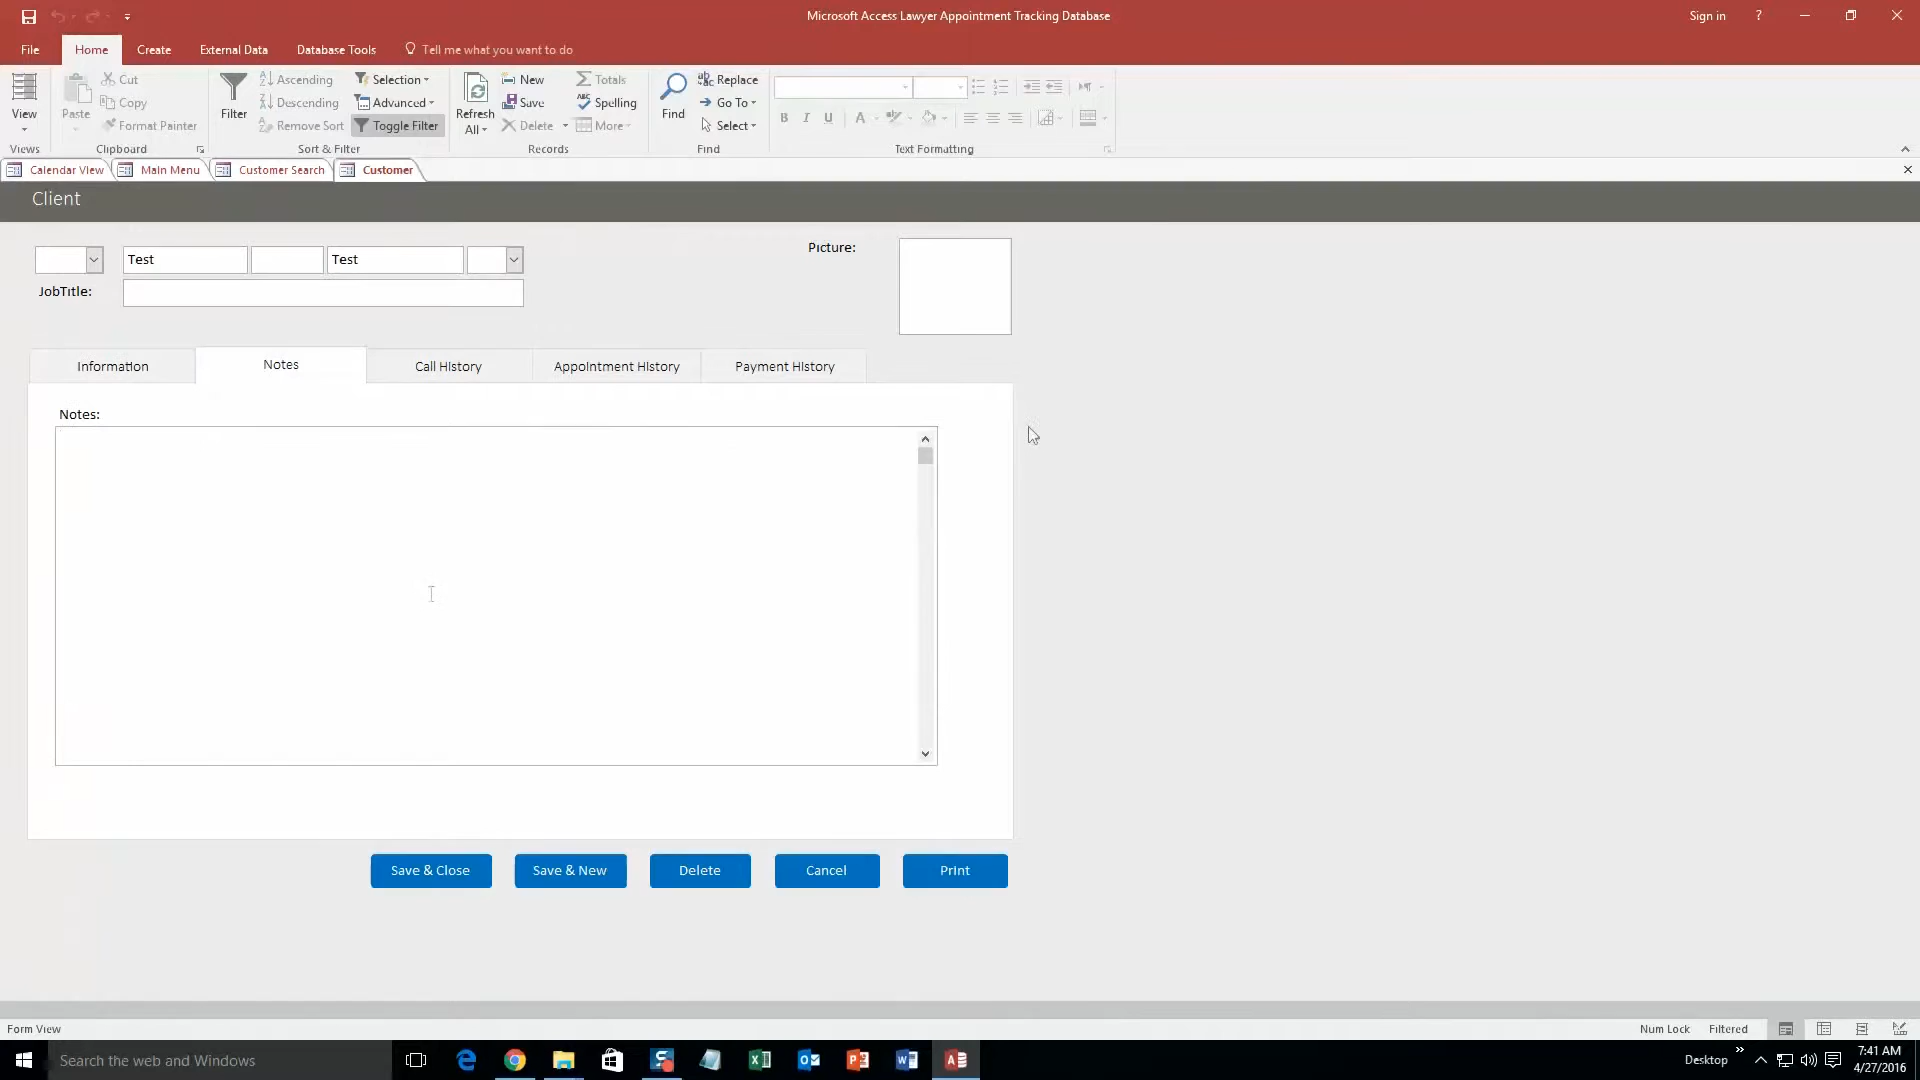 Microsoft Access Lawyer Appointment Tracking Database
Sign in ?
File Home Create External Data Database Tools Tell me what you want to do
View
Views
Paste
Cut
Copy
Format Painter
Clipboard
Filter
Ascending
Descending
Remove Sort
Selection
Advanced
Toggle Filter
Sort & Filter
Refresh
All
New
Save
Delete
Totals
Spelling
More
Records
Find
Replace
Go To
Select
Find
B I U A
Text Formatting
Calendar View Main Menu Customer Search Customer
Client
Test Test
JobTitle:
Picture:
Information Notes Call History Appointment History Payment History
Notes:
Save & Close Save & New Delete Cancel Print
Form View Num Lock Filtered
Search the web and Windows
Desktop
7:41 AM
4/27/2016